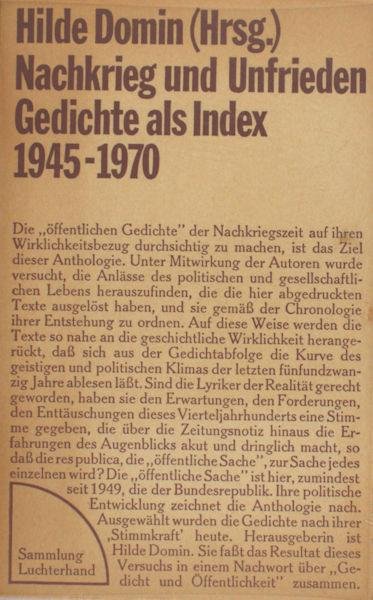 Hilde Domin (Hrsg.)
Nachkrieg und Unfrieden
Gedichte als Index
1945-1970
Die „öffentlichen Gedichte" der Nachkriegszeit auf ihren
Wirklichkeitsbezug durchsichtig zu machen, ist das Ziel
dieser Anthologie. Unter Mitwirkung der Autoren wurde
versucht, die Anlässe des politischen und gesellschaftli-
chen Lebens herauszufinden, die die hier abgedruckten
Texte ausgelöst haben, und sie gemäß der Chronologie
ihrer Entstehung zu ordnen. Auf diese Weise werden die
Texte so nahe an die geschichtliche Wirklichkeit herange-
rückt, daß sich aus der Gedichtabfolge die Kurve des
geistigen und politischen Klimas der letzten fünfundzwan-
zig Jahre ablesen läßt. Sind die Lyriker der Realität gerecht
geworden, haben sie den Erwartungen, den Forderungen,
den Enttäuschungen dieses Vierteljahrhunderts eine Stim-
me gegeben, die über die Zeitungsnotiz hinaus die Er-
fahrungen des Augenblicks akut und dringlich macht, so
daß die res publica, die „öffentliche Sache", zur Sache jedes
einzelnen wird? Die „öffentliche Sache" ist hier, zumindest
seit 1949, die der Bundesrepublik. Ihre politische
Entwicklung zeichnet die Anthologie nach.
Ausgewählt wurden die Gedichte nach ihrer
‚Stimmkraft' heute. Herausgeberin ist
Hilde Domin. Sie faßt das Resultat dieses
Versuchs in einem Nachwort über „Ge-
dicht und Öffentlichkeit" zusammen.
Sammlung
Luchterhand